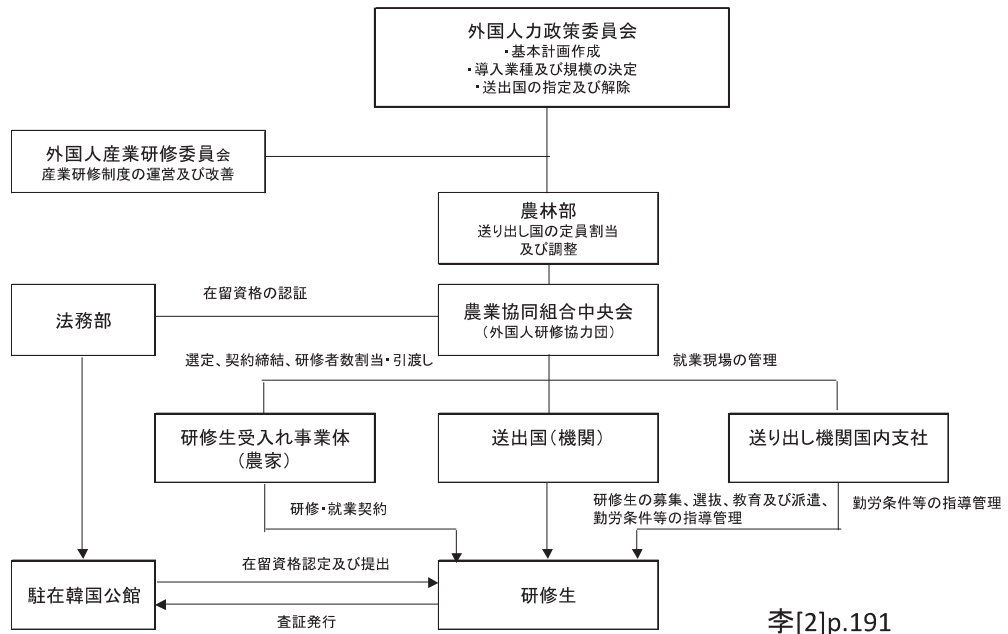 外国人力政策委員会
・基本計画作成
・導入業種及び規模の決定
・送出国の指定及び解除
外国人産業研修委員会
産業研修制度の運営及び改善
農林部
送り出し国の定員割当
及び調整
在留資格の認証
法務部
農業協同組合中央会
（外国人研修協力団）
選定、契約締結、研修者数割当・引渡し
就業現場の管理
研修生受入れ事業体
（農家）
送出国（機関）
送り出し機関国内支社
研修・就業契約
研修生の募集、選抜、教育及び派遣、
勤労条件等の指導管理
勤労条件等の指導管理
在留資格認定及び提出
駐在韓国公館
研修生
査証発行
李[2]p.191